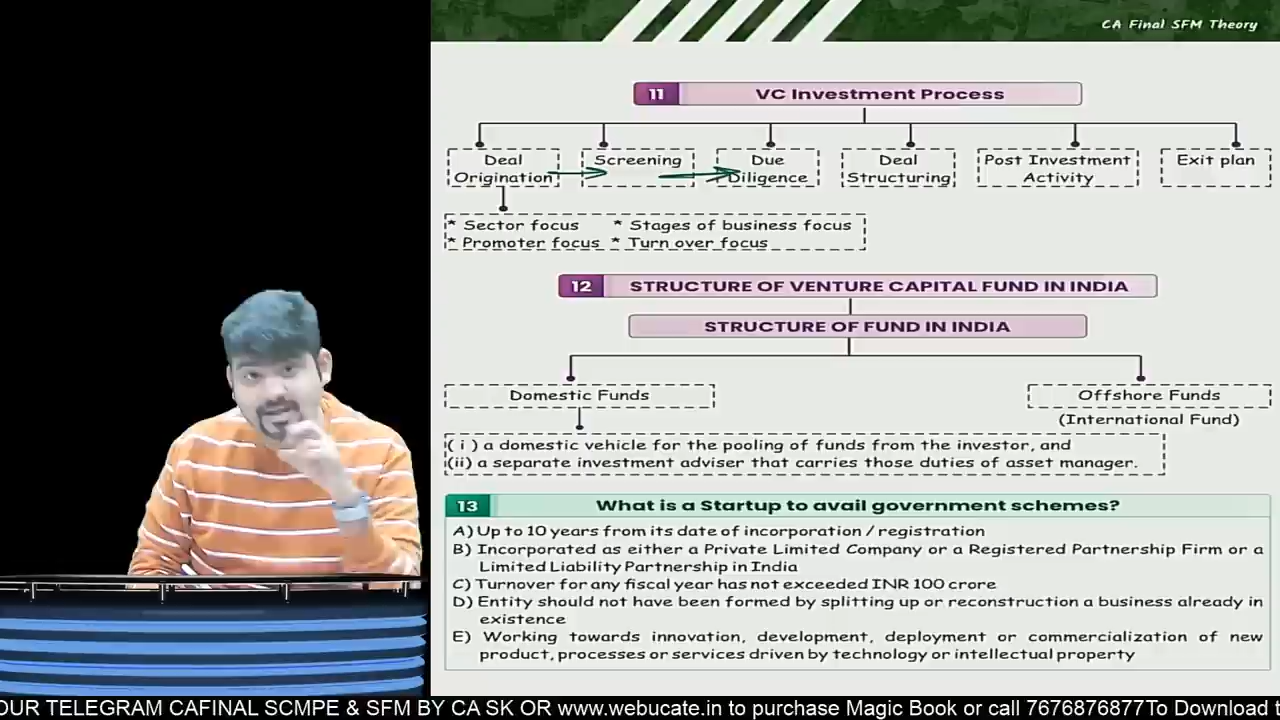 CA Final SFM Theory
11 VC Investment Process
Deal Origination
Screening
Due Diligence
Deal Structuring
Post Investment Activity
Exit plan
* Sector focus * Stages of business focus
* Promoter focus * Turn over focus
12 STRUCTURE OF VENTURE CAPITAL FUND IN INDIA
STRUCTURE OF FUND IN INDIA
Domestic Funds
Offshore Funds
(International Fund)
( i ) a domestic vehicle for the pooling of funds from the investor, and
(ii) a separate investment adviser that carries those duties of asset manager.
13 What is a Startup to avail government schemes?
A) Up to 10 years from its date of incorporation / registration
B) Incorporated as either a Private Limited Company or a Registered Partnership Firm or a
Limited Liability Partnership in India
C) Turnover for any fiscal year has not exceeded INR 100 crore
D) Entity should not have been formed by splitting up or reconstruction a business already in
existence
E) Working towards innovation, development, deployment or commercialization of new
product, processes or services driven by technology or intellectual property
OUR TELEGRAM CAFINAL SCMPE & SFM BY CA SK OR www.webucate.in to purchase Magic Book or call 7676876877To Download t